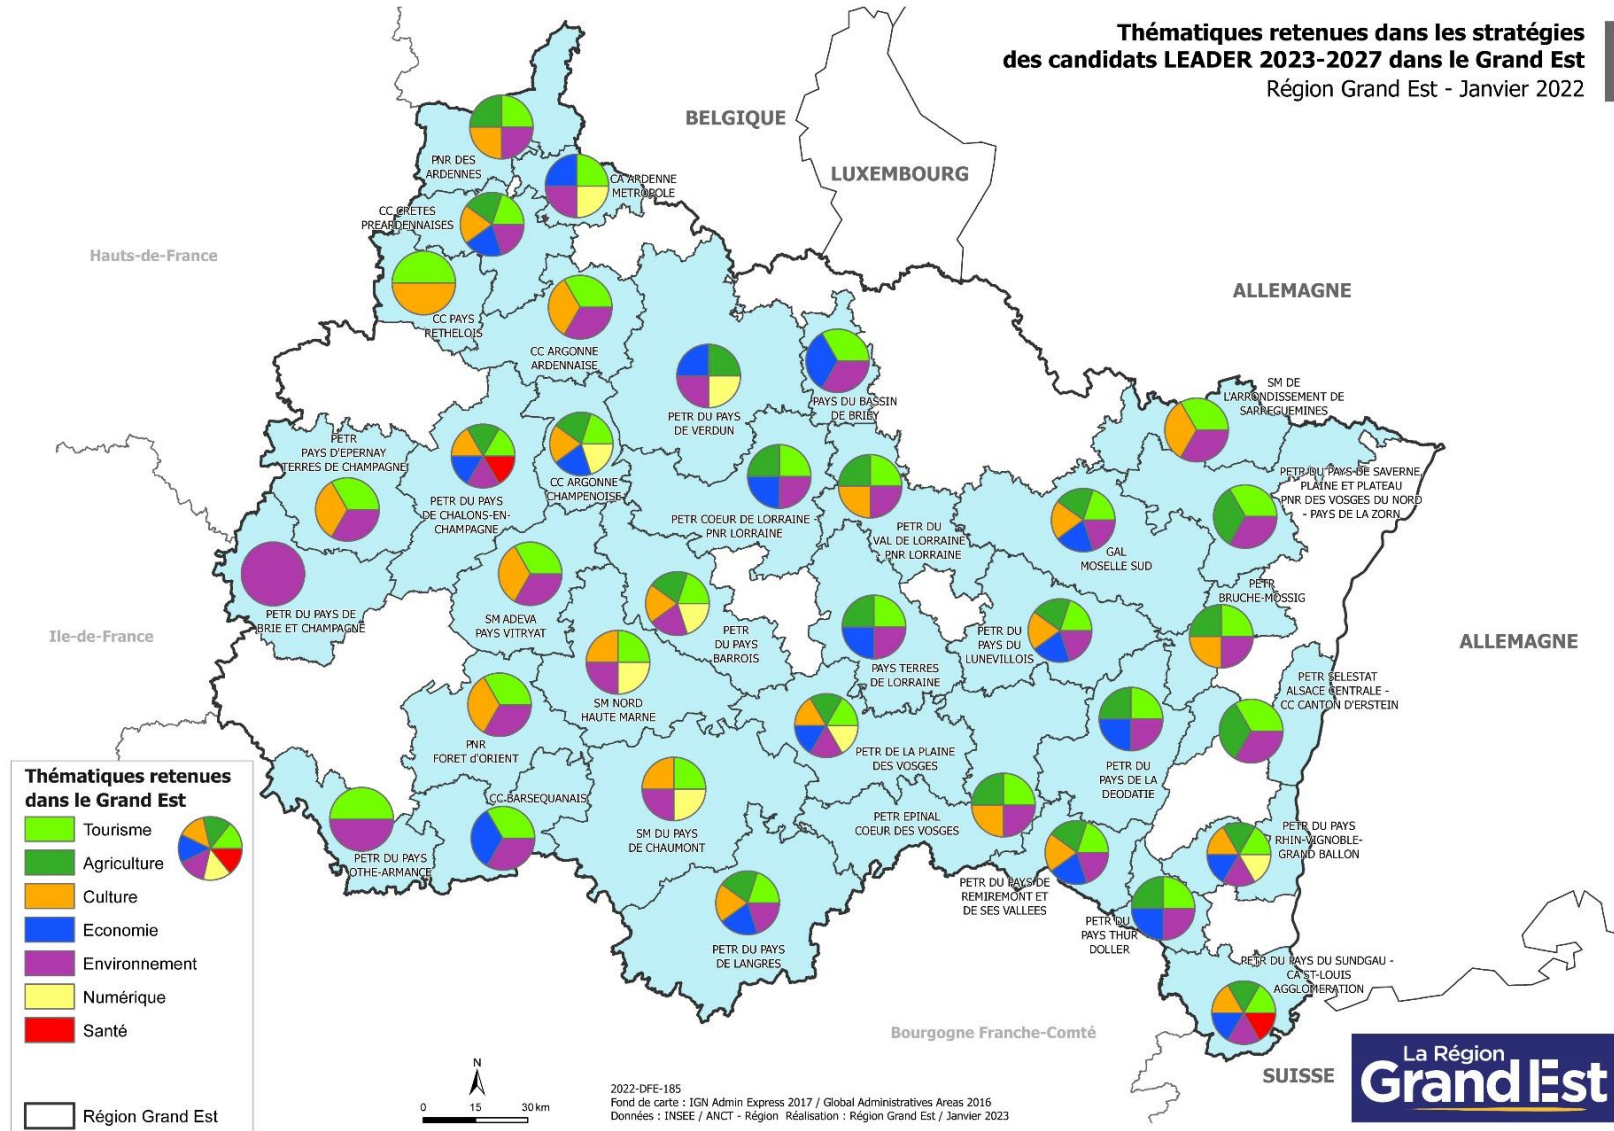 Thématiques retenues dans les stratégies
des candidats LEADER 2023-2027 dans le Grand Est
Région Grand Est - Janvier 2022
BELGIQUE
LUXEMBOURG
ALLEMAGNE
Hauts-de-France
PNR DES
ARDENNES
CA ARDENNE
METROPOLE
CC CRETES
PREARDENNAISES
CC PAYS
RETHELOIS
CC ARGONNE
ARDENNAISE
PETR DU PAYS
DE VERDUN
PAYS DU BASSIN
DE BRIEY
SM DE
L'ARRONDISSEMENT DE
SARREGUEMINES
PETR
PAYS D'EPERNAY
TERRES DE CHAMPAGNE
PETR DU PAYS
DE CHALONS-EN-
CHAMPAGNE
CC ARGONNE
CHAMPENOISE
PETR COEUR DE LORRAINE -
PNR LORRAINE
PETR DU
VAL DE LORRAINE
PNR LORRAINE
GAL
MOSELLE SUD
PETR DU PAYS DE SAVERNE
PLAINE ET PLATEAU
PNR DES VOSGES DU NORD
- PAYS DE LA ZORN
PETR DU PAYS DE
BRIE ET CHAMPAGNE
SM ADEVA
PAYS VITRYAT
PETR
DU PAYS
BARROIS
PAYS TERRES
DE LORRAINE
PETR DU
PAYS DU
LUNEVILLOIS
PETR
BRUCHE-MOSSIG
Ile-de-France
ALLEMAGNE
SM NORD
HAUTE MARNE
PETR SELESTAT
ALSACE CENTRALE -
CC CANTON D'ERSTEIN
PNR
FORET d'ORIENT
PETR DE LA PLAINE
DES VOSGES
PETR DU
PAYS DE LA
DEODATIE
CC BARSEQUANAIS
SM DU PAYS
DE CHAUMONT
PETR EPINAL
COEUR DES VOSGES
PETR DU PAYS
RHIN-VIGNOBLE-
GRAND BALLON
PETR DU PAYS
OTHE-ARMANCE
PETR DU PAYS DE
REMIREMONT ET
DE SES VALLEES
PETR DU
PAYS THUR
DOLLER
PETR DU PAYS
DE LANGRES
PETR DU PAYS DU SUNDGAU -
CA ST-LOUIS
AGGLOMERATION
Bourgogne Franche-Comté
SUISSE
Thématiques retenues
dans le Grand Est
Tourisme
Agriculture
Culture
Economie
Environnement
Numérique
Santé
Région Grand Est
N
0 15 30 km
2022-DFE-185
Fond de carte : IGN Admin Express 2017 / Global Administratives Areas 2016
Données : INSEE / ANCT - Région Réalisation : Région Grand Est / Janvier 2023
La Région
Grand Est